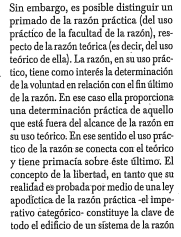 Sin embargo, es posible distinguir un
primado de la razón práctica (del uso
práctico de la facultad de la razón), res-
pecto de la razón teórica (es decir, del uso
teórico de ella). La razón, en su uso prác-
tico, tiene como interés la determinación
de la voluntad en relación con el fin último
de la razón. En ese caso ella proporciona
una determinación práctica de aquello
que está fuera del alcance de la razón en
su uso teórico. En ese sentido el uso prác-
tico de la razón se conecta con el teórico
y tiene primacía sobre éste último. El
concepto de la libertad, en tanto que su
realidad es probada por medio de una ley
apodíctica de la razón práctica -el impe-
rativo categórico- constituye la clave de
todo el edificio de un sistema de la razón